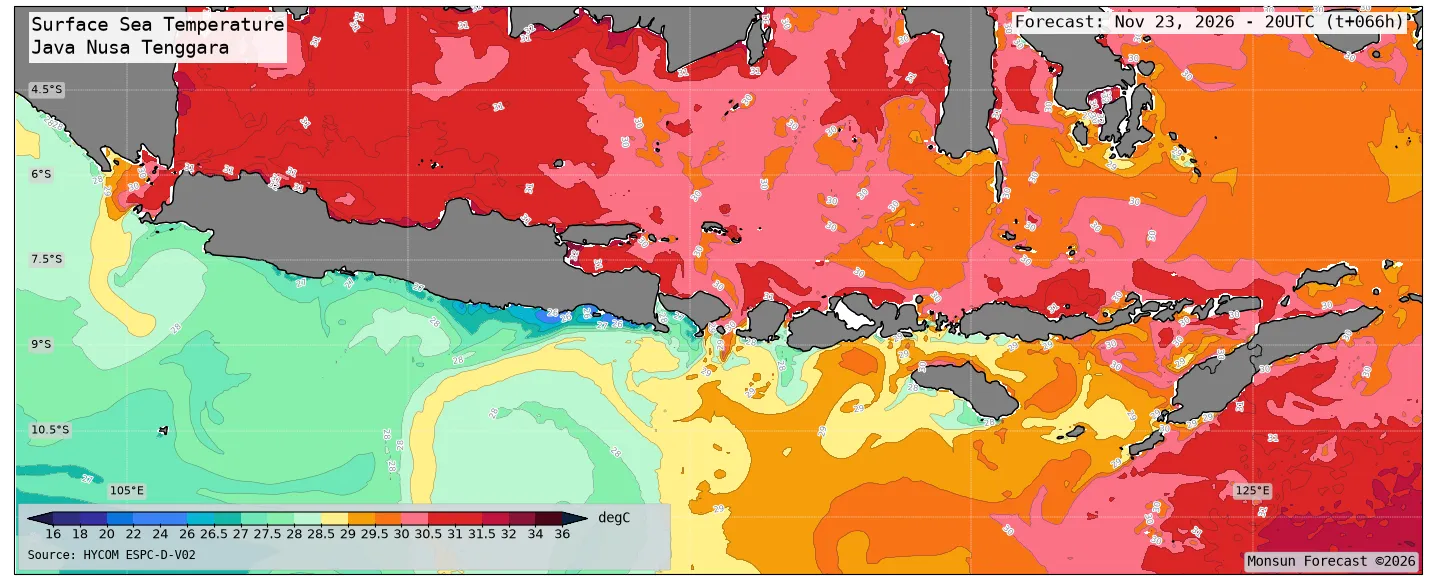 Surface Sea Temperature
Java Nusa Tenggara
Forecast: Nov 23, 2026 - 20UTC (t+066h)
4.5°S
6°S
7.5°S
9°S
10.5°S
105°E
125°E
degC
16 18 20 22 24 26 26.5 27 27.5 28 28.5 29 29.5 30 30.5 31 31.5 32 34 36
Source: HYCOM ESPC-D-V02
Monsun Forecast ©2026